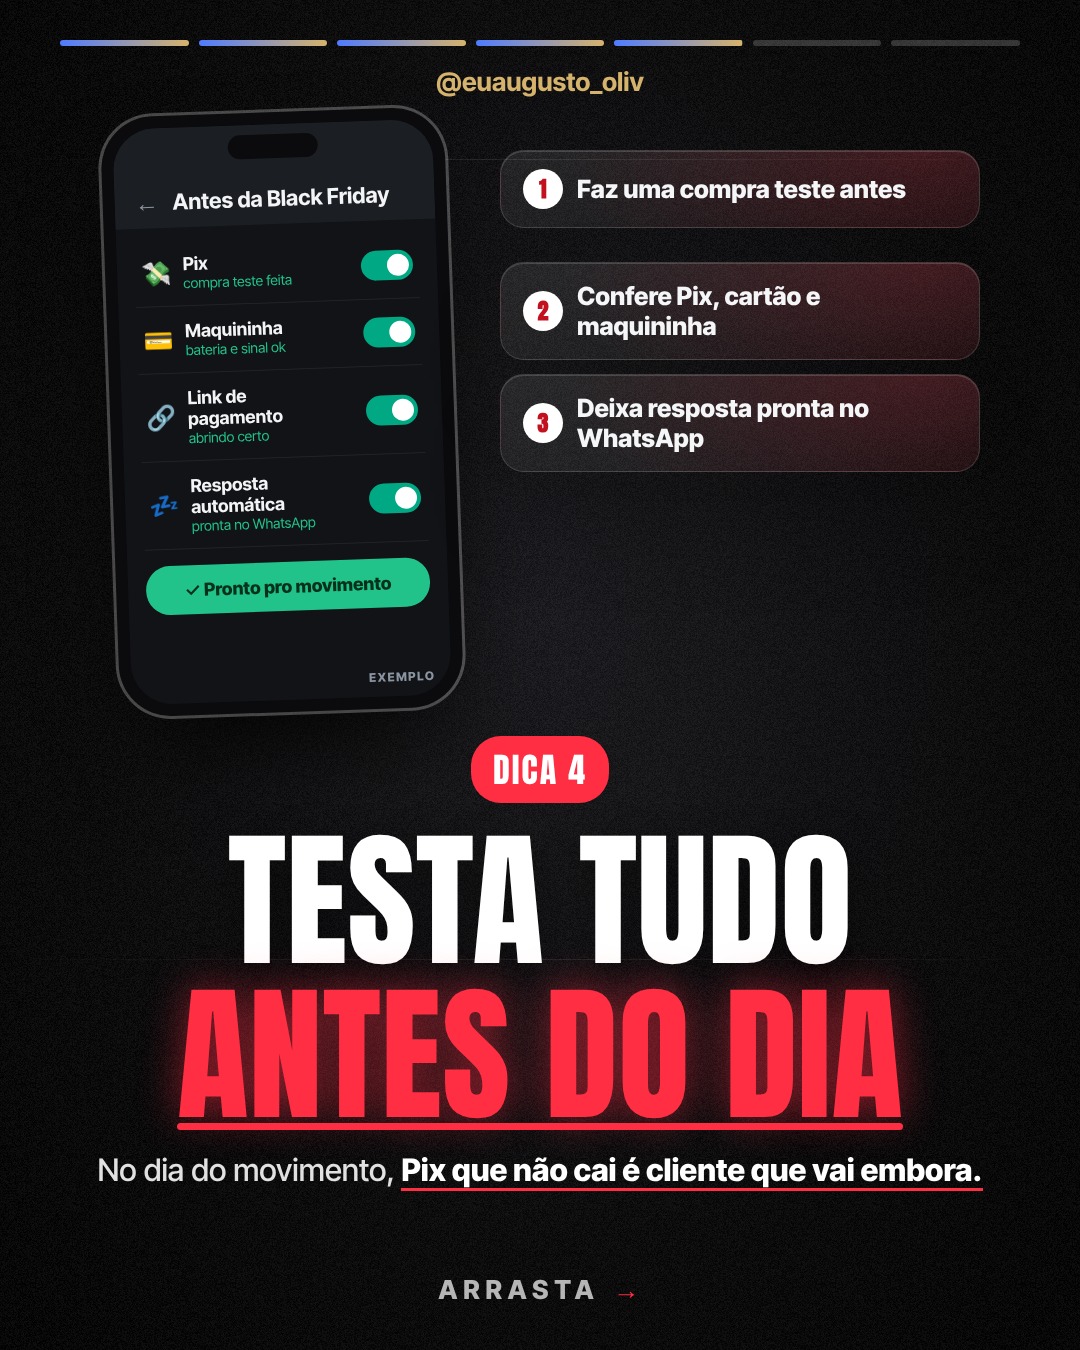 @euaugusto_oliv
← Antes da Black Friday
Pix
compra teste feita
Maquininha
bateria e sinal ok
Link de
pagamento
abrindo certo
Resposta
automática
pronta no WhatsApp
✓ Pronto pro movimento
EXEMPLO
1 Faz uma compra teste antes
2 Confere Pix, cartão e
maquininha
3 Deixa resposta pronta no
WhatsApp
DICA 4
TESTA TUDO
ANTES DO DIA
No dia do movimento, Pix que não cai é cliente que vai embora.
ARRASTA →